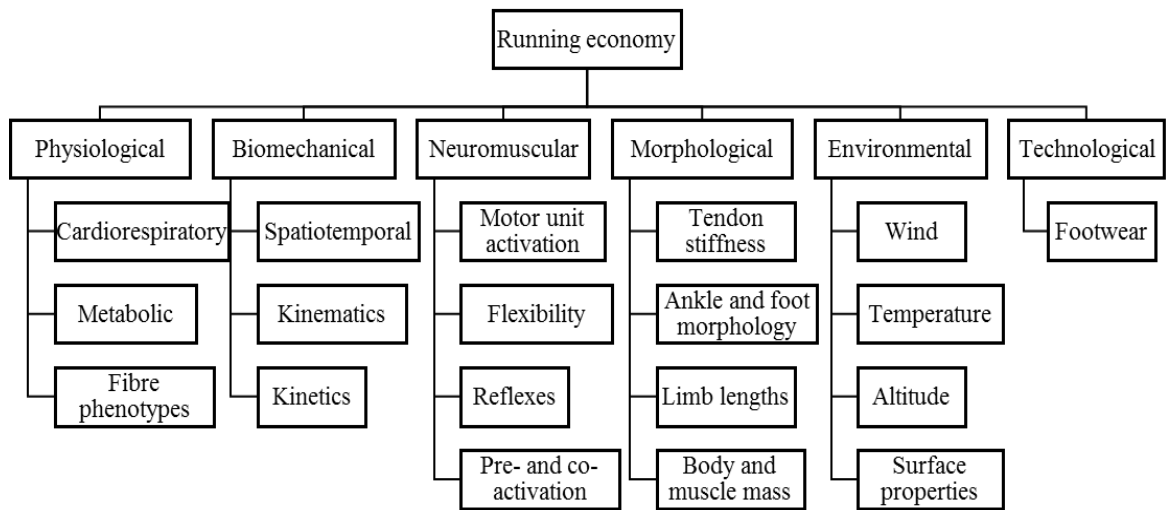 Running economy
Physiological
Biomechanical
Neuromuscular
Morphological
Environmental
Technological
Cardiorespiratory
Metabolic
Fibre
phenotypes
Spatiotemporal
Kinematics
Kinetics
Motor unit
activation
Flexibility
Reflexes
Pre- and co-
activation
Tendon
stiffness
Ankle and foot
morphology
Limb lengths
Body and
muscle mass
Wind
Temperature
Altitude
Surface
properties
Footwear